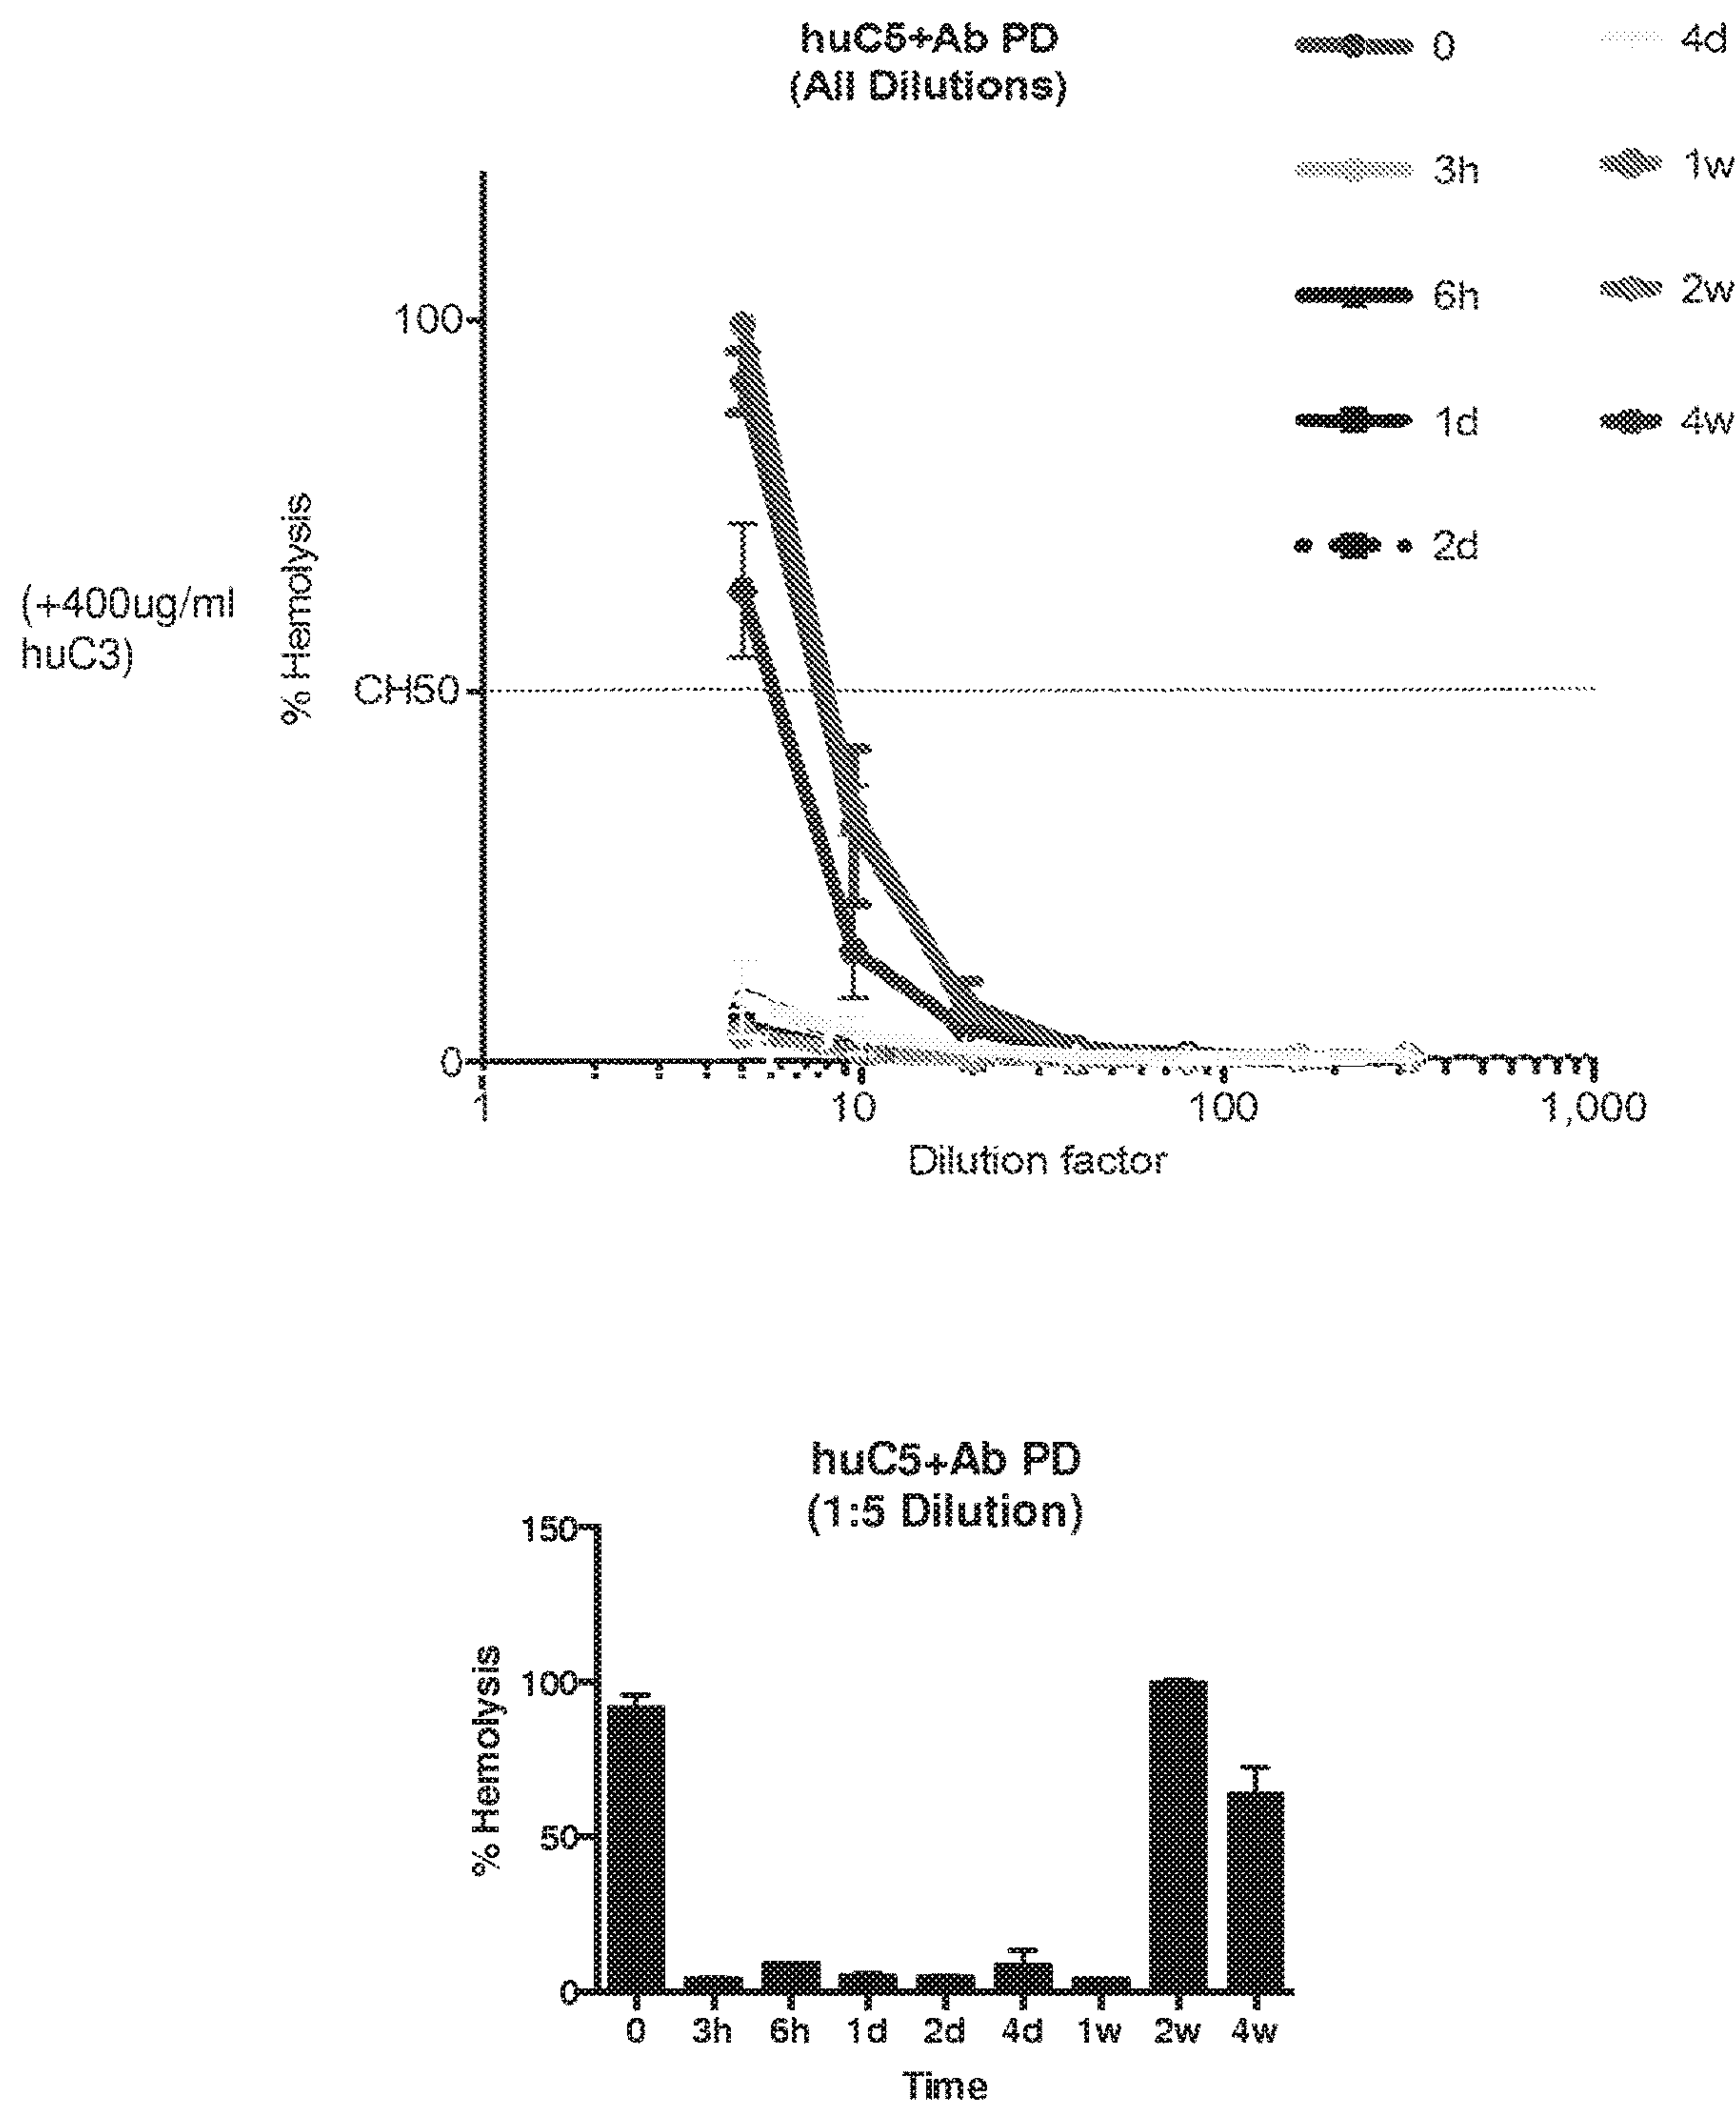 huC5+Ab PD
(All Dilutions)
0
3h
6h
1d
2d
4d
1w
2w
4w
(+400ug/ml
huC3)
% Hemolysis
100
CH50
0
1
10
100
1,000
Dilution factor
huC5+Ab PD
(1:5 Dilution)
% Hemolysis
150
100
50
0
0 3h 6h 1d 2d 4d 1w 2w 4w
Time